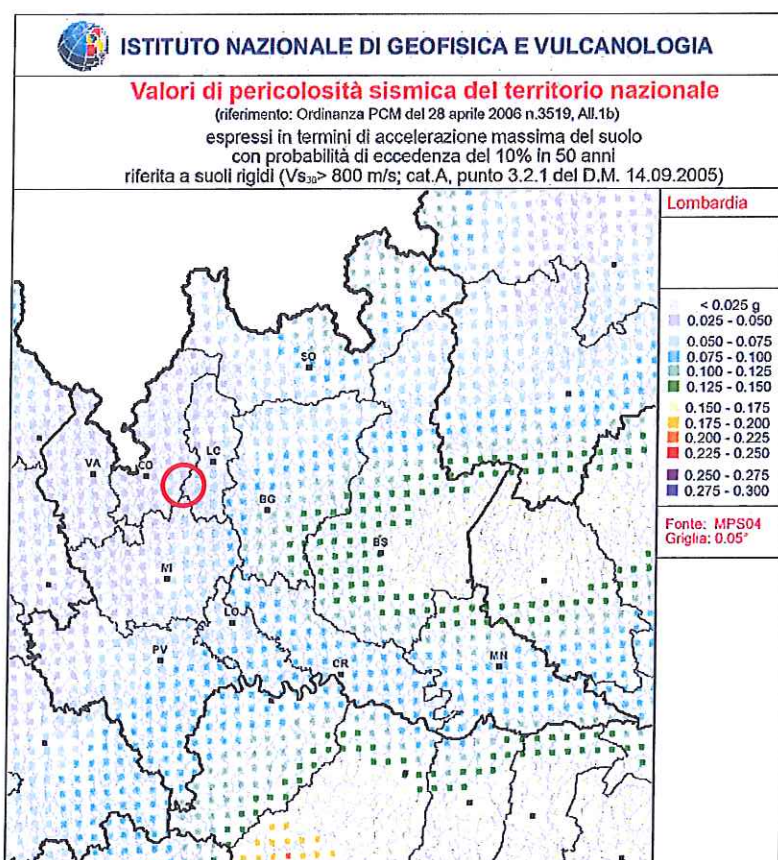 ISTITUTO NAZIONALE DI GEOFISICA E VULCANOLOGIA
Valori di pericolosità sismica del territorio nazionale
(riferimento: Ordinanza PCM del 28 aprile 2006 n.3519, All.1b)
espressi in termini di accelerazione massima del suolo
con probabilità di eccedenza del 10% in 50 anni
riferita a suoli rigidi (Vs₃₀> 800 m/s; cat.A, punto 3.2.1 del D.M. 14.09.2005)
Lombardia
< 0.025 g
0.025 - 0.050
0.050 - 0.075
0.075 - 0.100
0.100 - 0.125
0.125 - 0.150
0.150 - 0.175
0.175 - 0.200
0.200 - 0.225
0.225 - 0.250
0.250 - 0.275
0.275 - 0.300
Fonte: MPS04
Griglia: 0.05°
SO
LC
VA
CO
BG
BS
MI
LO
PV
CR
MN